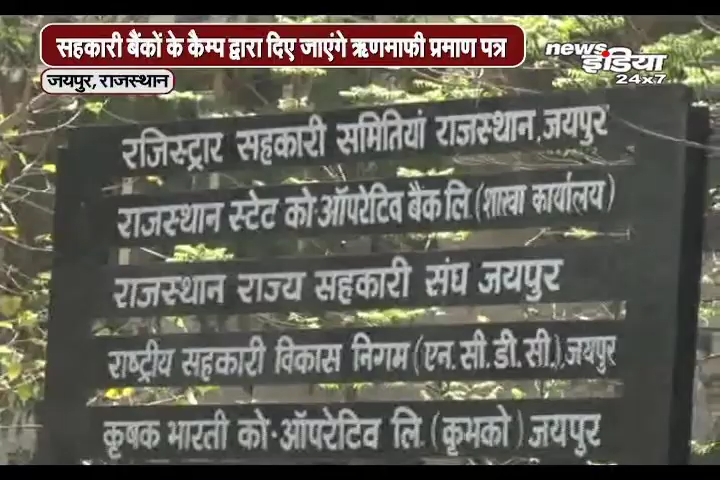 सहकारी बैंकों के कैम्प द्वारा दिए जाएंगे ऋणमाफी प्रमाण पत्र
जयपुर, राजस्थान
news
इंडिया
24x7
रजिस्ट्रार सहकारी समितियां राजस्थान, जयपुर
राजस्थान स्टेट को-ऑपरेटिव बैक लि. (शाखा कार्यालय)
राजस्थान राज्य सहकारी संघ जयपुर
राष्ट्रीय सहकारी विकास निगम (एन. सी. डी. सी.), जयपुर
कृषक भारती को-ऑपरेटिव लि. (कृभको) जयपुर